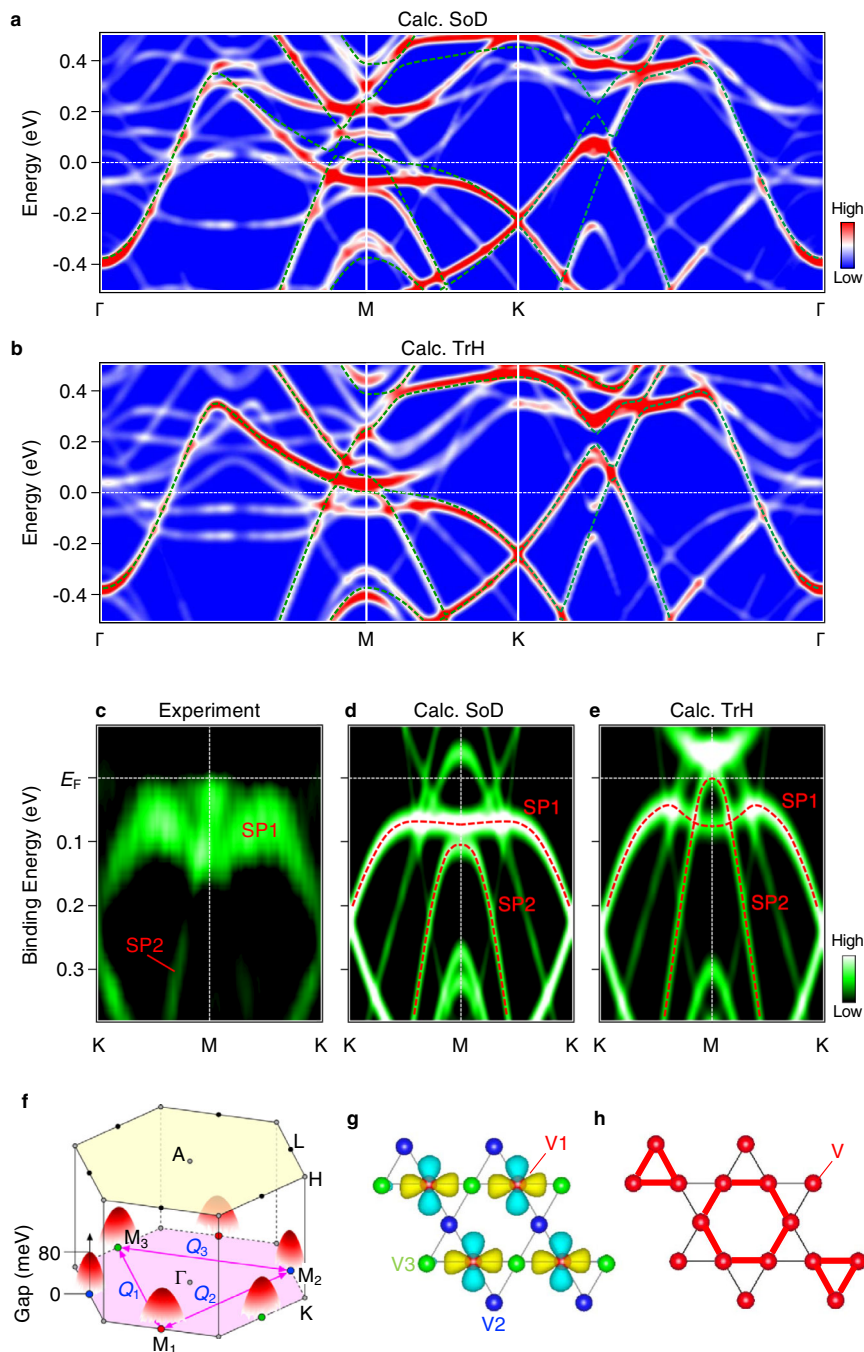 a
Calc. SoD
Energy (eV)
0.4
0.2
0.0
-0.2
-0.4
High
Low
Γ
M
K
Γ
b
Calc. TrH
Energy (eV)
0.4
0.2
0.0
-0.2
-0.4
Γ
M
K
Γ
c
Experiment
d
Calc. SoD
e
Calc. TrH
Binding Energy (eV)
EF
0.1
0.2
0.3
SP1
SP2
SP1
SP2
SP1
SP2
High
Low
K
M
K
K
M
K
K
M
K
f
A
L
H
M3
Q3
M2
Γ
Q1
Q2
K
M1
Gap (meV)
80
0
g
V1
V3
V2
h
V